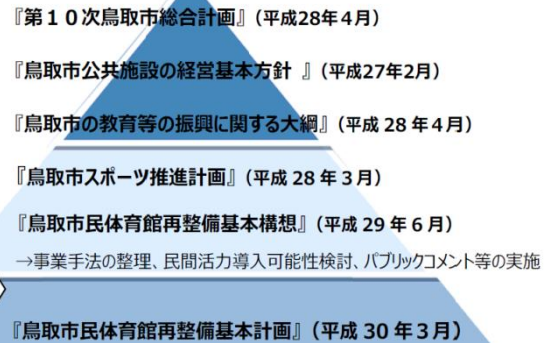 『第１０次鳥取市総合計画』（平成28年４月）
『鳥取市公共施設の経営基本方針 』（平成27年2月）
『鳥取市の教育等の振興に関する大綱』（平成 28 年４月）
『鳥取市スポーツ推進計画』（平成 28 年３月）
『鳥取市民体育館再整備基本構想』（平成 29 年６月）
→事業手法の整理、民間活力導入可能性検討、パブリックコメント等の実施
『鳥取市民体育館再整備基本計画』（平成 30 年３月）